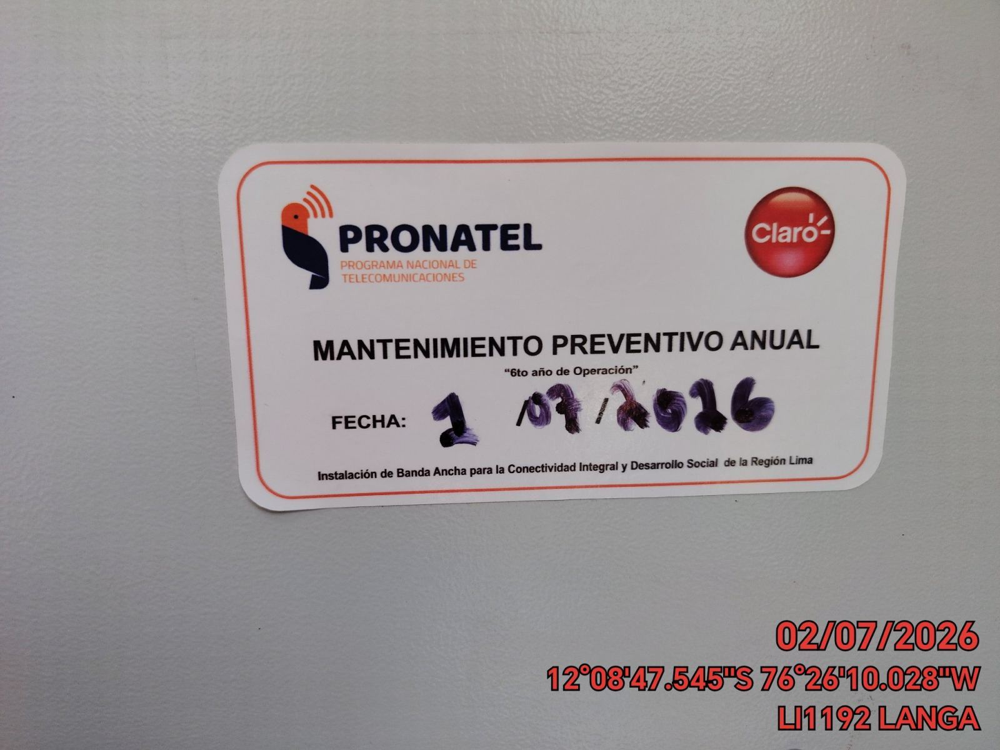 PRONATEL
PROGRAMA NACIONAL DE
TELECOMUNICACIONES
Claro
MANTENIMIENTO PREVENTIVO ANUAL
“6to año de Operación”
FECHA: 2 /07/2026
Instalación de Banda Ancha para la Conectividad Integral y Desarrollo Social de la Región Lima
02/07/2026
12°08'47.545"S 76°26'10.028"W
LI1192 LANGA